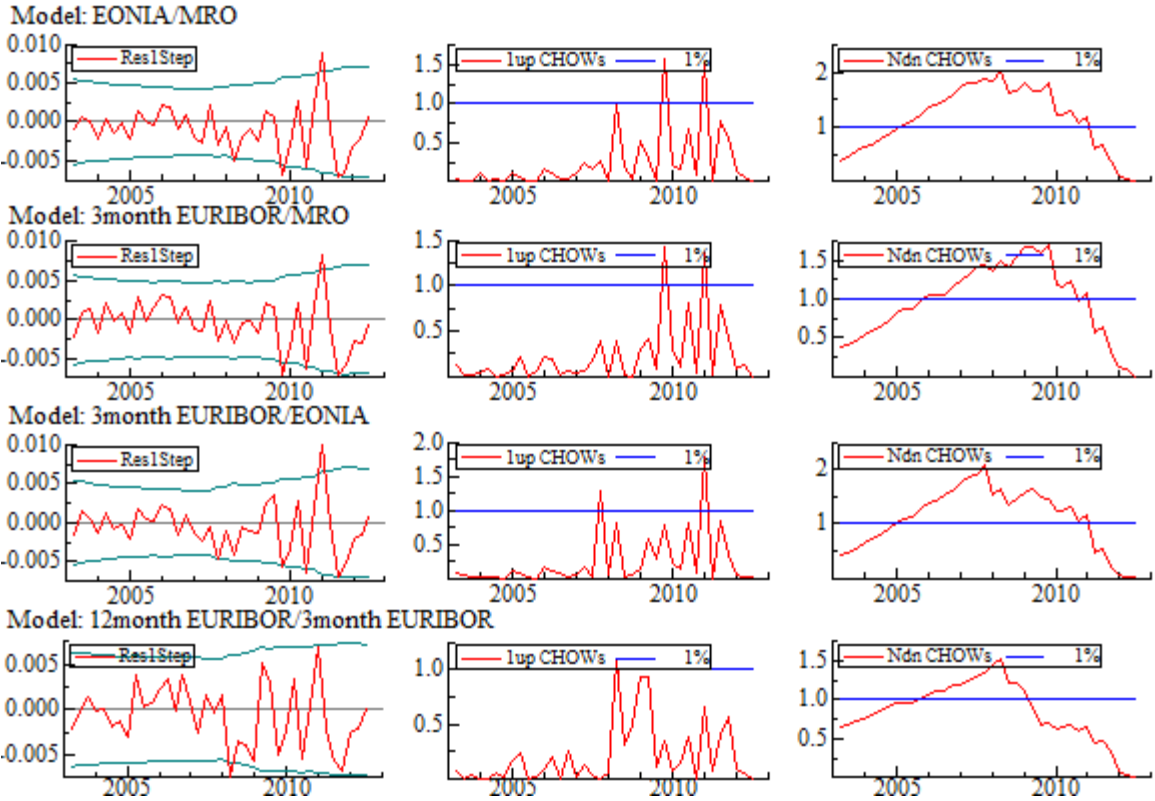 Model: EONIA/MRO
0.010 Res1Step 1up CHOWs 1% Ndn CHOWs 1%
0.005 1.5 2
0.000 1.0 1
-0.005 0.5
2005 2010 2005 2010 2005 2010
Model: 3month EURIBOR/MRO
0.010 Res1Step 1.5 1up CHOWs 1% Ndn CHOWs 1%
0.005 1.0 1.5
0.000 0.5 1.0
-0.005 0.5
2005 2010 2005 2010 2005 2010
Model: 3month EURIBOR/EONIA
0.010 Res1Step 2.0 1up CHOWs 1% Ndn CHOWs 1%
0.005 1.5 2
0.000 1.0 1
-0.005 0.5
2005 2010 2005 2010 2005 2010
Model: 12month EURIBOR/3month EURIBOR
Res1Step 1up CHOWs 1% Ndn CHOWs 1%
0.005 1.0 1.5
0.000 0.5 1.0
-0.005 0.5
2005 2010 2005 2010 2005 2010